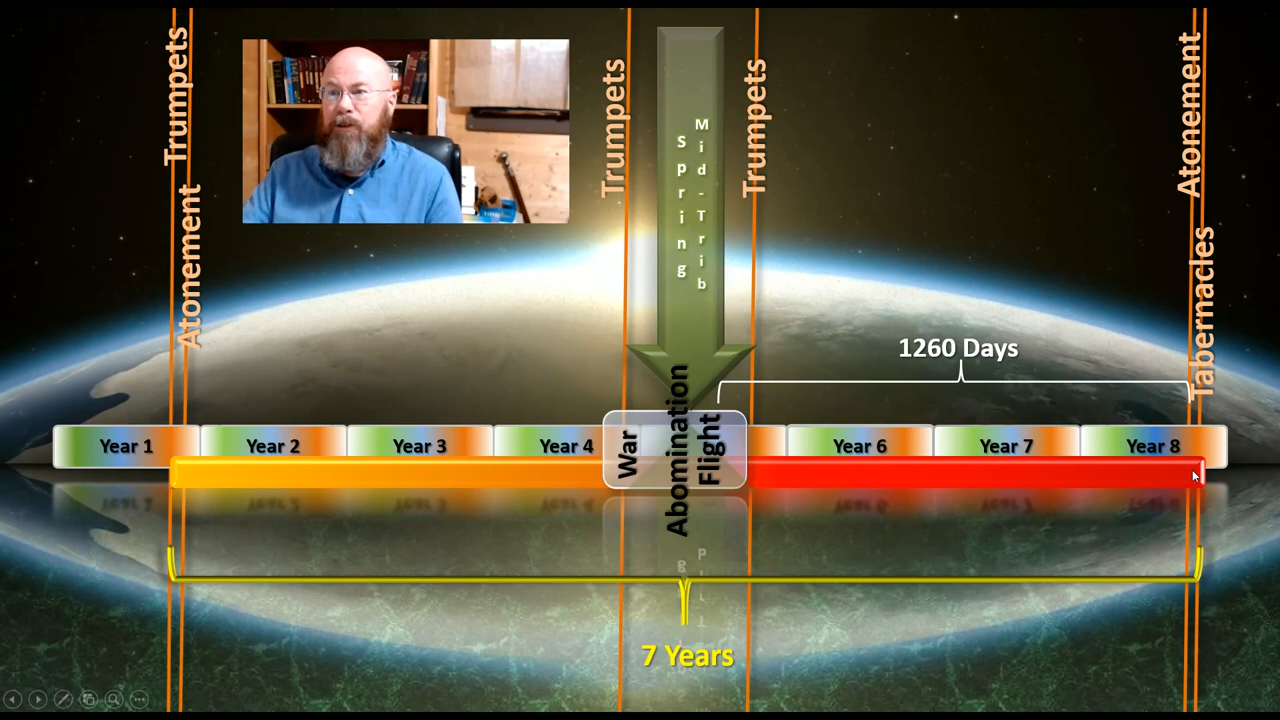 Trumpets
Atonement
Trumpets
Spring
Mid-Trib
Trumpets
Atonement
Tabernacles
1260 Days
Year 1
Year 2
Year 3
Year 4
War
Abomination
Flight
Year 6
Year 7
Year 8
7 Years